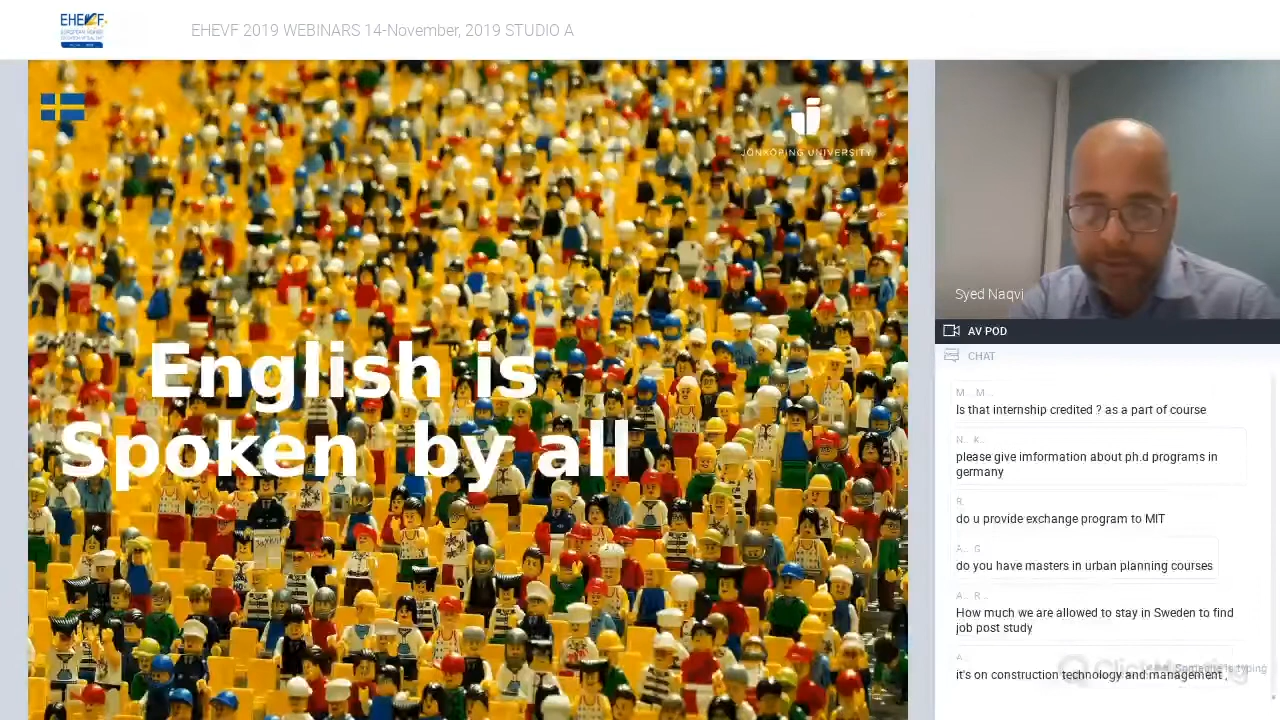 EHEVF
EHEVF 2019 WEBINARS 14-November, 2019 STUDIO A
JÖNKÖPING UNIVERSITY
English is
Spoken by all
Syed Naqvi
AV POD
CHAT
M... M...
Is that internship credited ? as a part of course
N.. K..
please give imformation about ph.d programs in
germany
R.
do u provide exchange program to MIT
A... G
do you have masters in urban planning courses
A... R...
How much we are allowed to stay in Sweden to find
job post study
A
it's on construction technology and management ,
typing